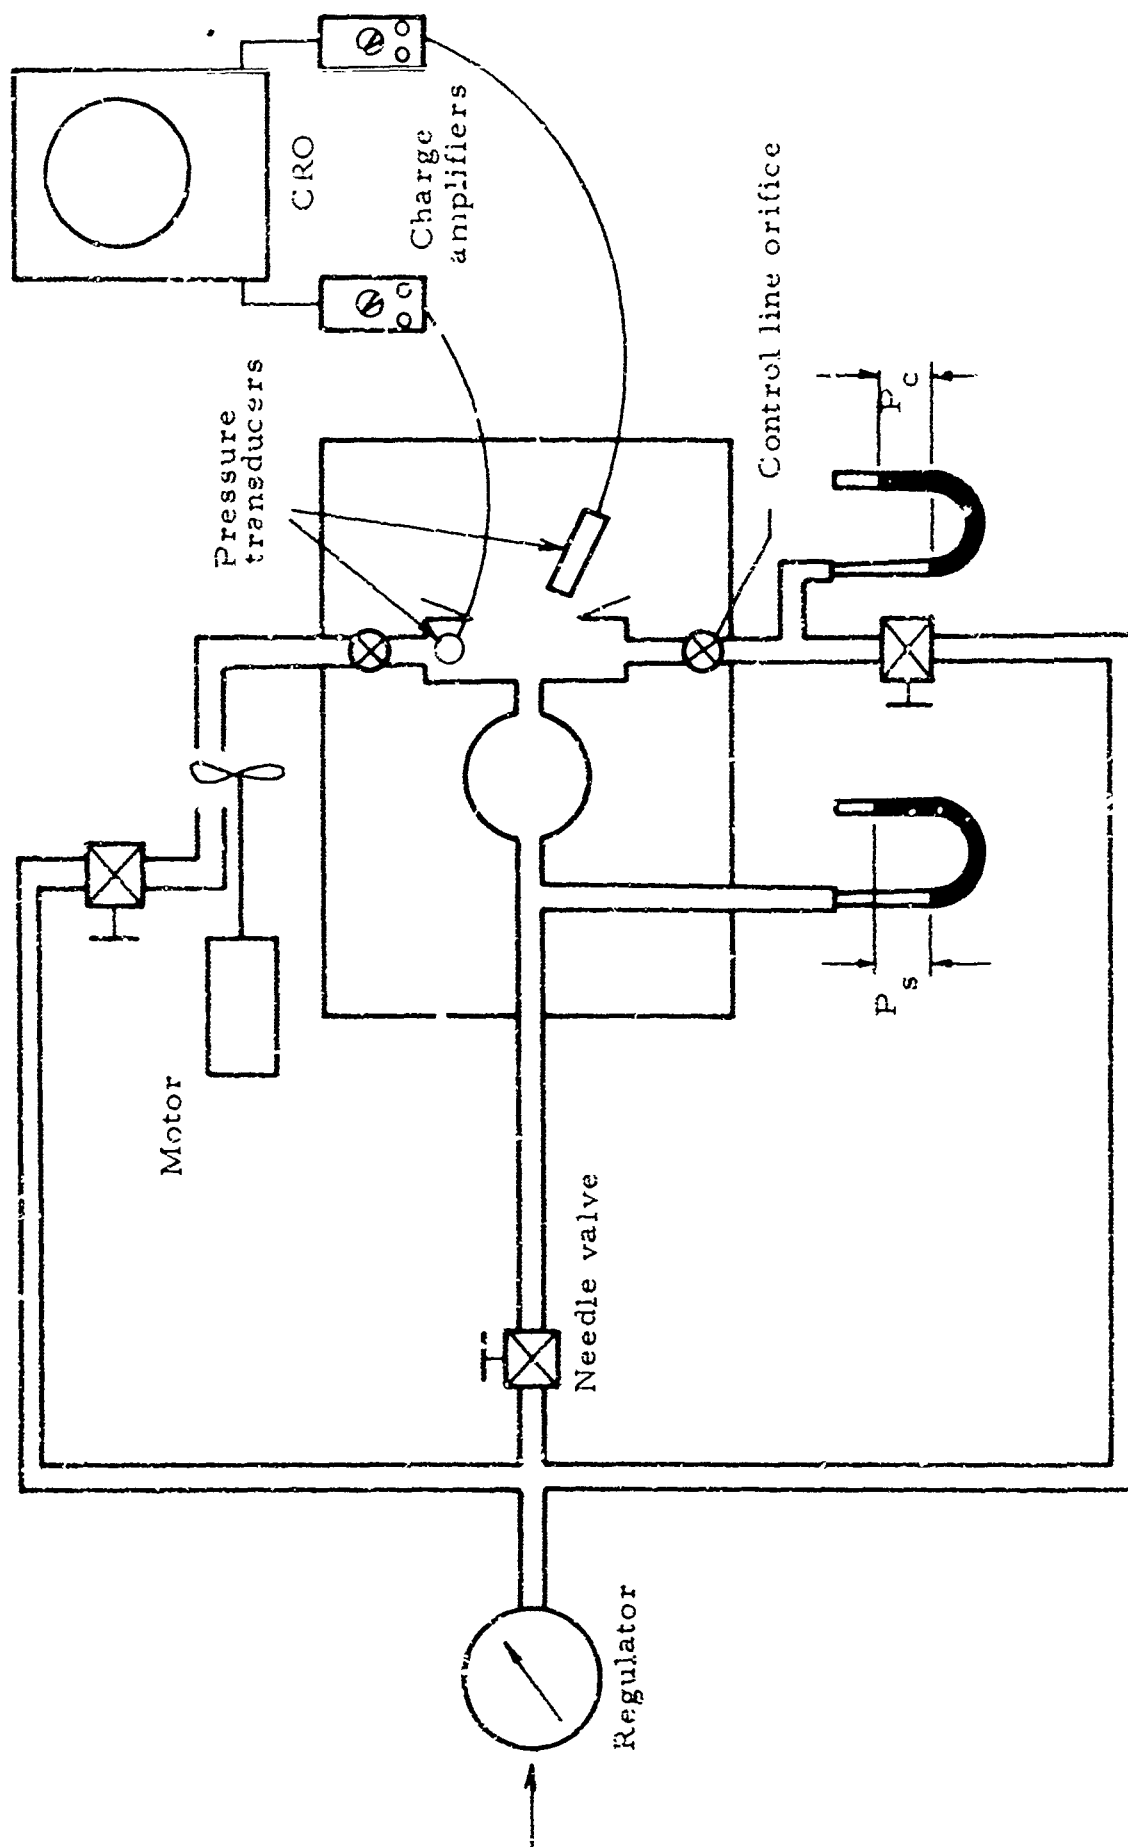 CRO
Charge
amplifiers
Pressure
transducers
Control line orifice
Motor
Needle valve
P c
P s
Regulator